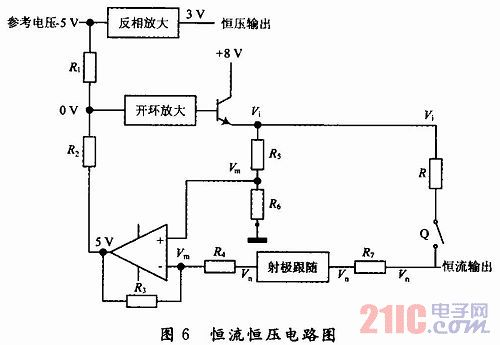 参考电压-5 V
反相放大
3 V
恒压输出
+8 V
R1
0 V
开环放大
Vi
Vi
R2
R5
Vm
R
R6
Q
5 V
+
-
Vm
R4
Vn
射极跟随
Vn
R7
Vn
恒流输出
R3
21IC电子网
.com
图 6 恒流恒压电路图